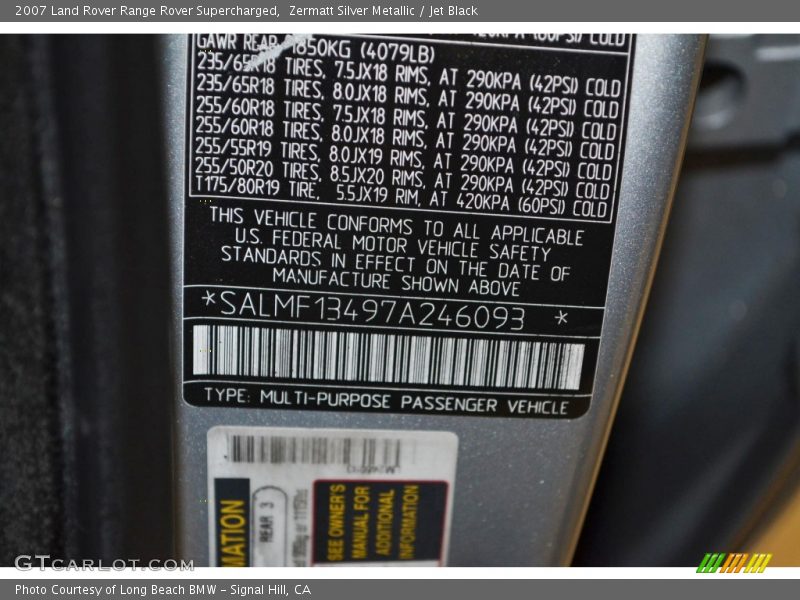 2007 Land Rover Range Rover Supercharged,  Zermatt Silver Metallic / Jet Black
420KPA (60PSI) COLD
GAWR REAR 1850KG (4079LB)
235/65R18 TIRES, 7.5JX18 RIMS, AT 290KPA (42PSI) COLD
235/65R18 TIRES, 8.0JX18 RIMS, AT 290KPA (42PSI) COLD
255/60R18 TIRES, 7.5JX18 RIMS, AT 290KPA (42PSI) COLD
255/60R18 TIRES, 8.0JX18 RIMS, AT 290KPA (42PSI) COLD
255/55R19 TIRES, 8.0JX19 RIMS, AT 290KPA (42PSI) COLD
255/50R20 TIRES, 8.5JX20 RIMS, AT 290KPA (42PSI) COLD
T175/80R19 TIRE, 5.5JX19 RIM, AT 420KPA (60PSI) COLD
THIS VEHICLE CONFORMS TO ALL APPLICABLE
U.S. FEDERAL MOTOR VEHICLE SAFETY
STANDARDS IN EFFECT ON THE DATE OF
MANUFACTURE SHOWN ABOVE
*SALMF13497A246093 *
TYPE: MULTI-PURPOSE PASSENGER VEHICLE
MATION
REAR 3
SEE OWNER'S
MANUAL FOR
ADDITIONAL
INFORMATION
GTCarLot.com
Photo Courtesy of Long Beach BMW - Signal Hill, CA